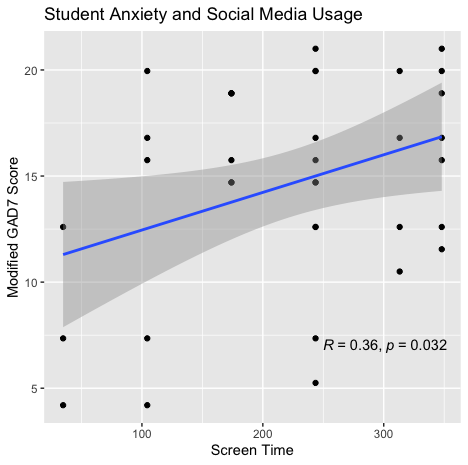 Student Anxiety and Social Media Usage
Modified GAD7 Score
20
15
10
5
R = 0.36, p = 0.032
100
200
300
Screen Time